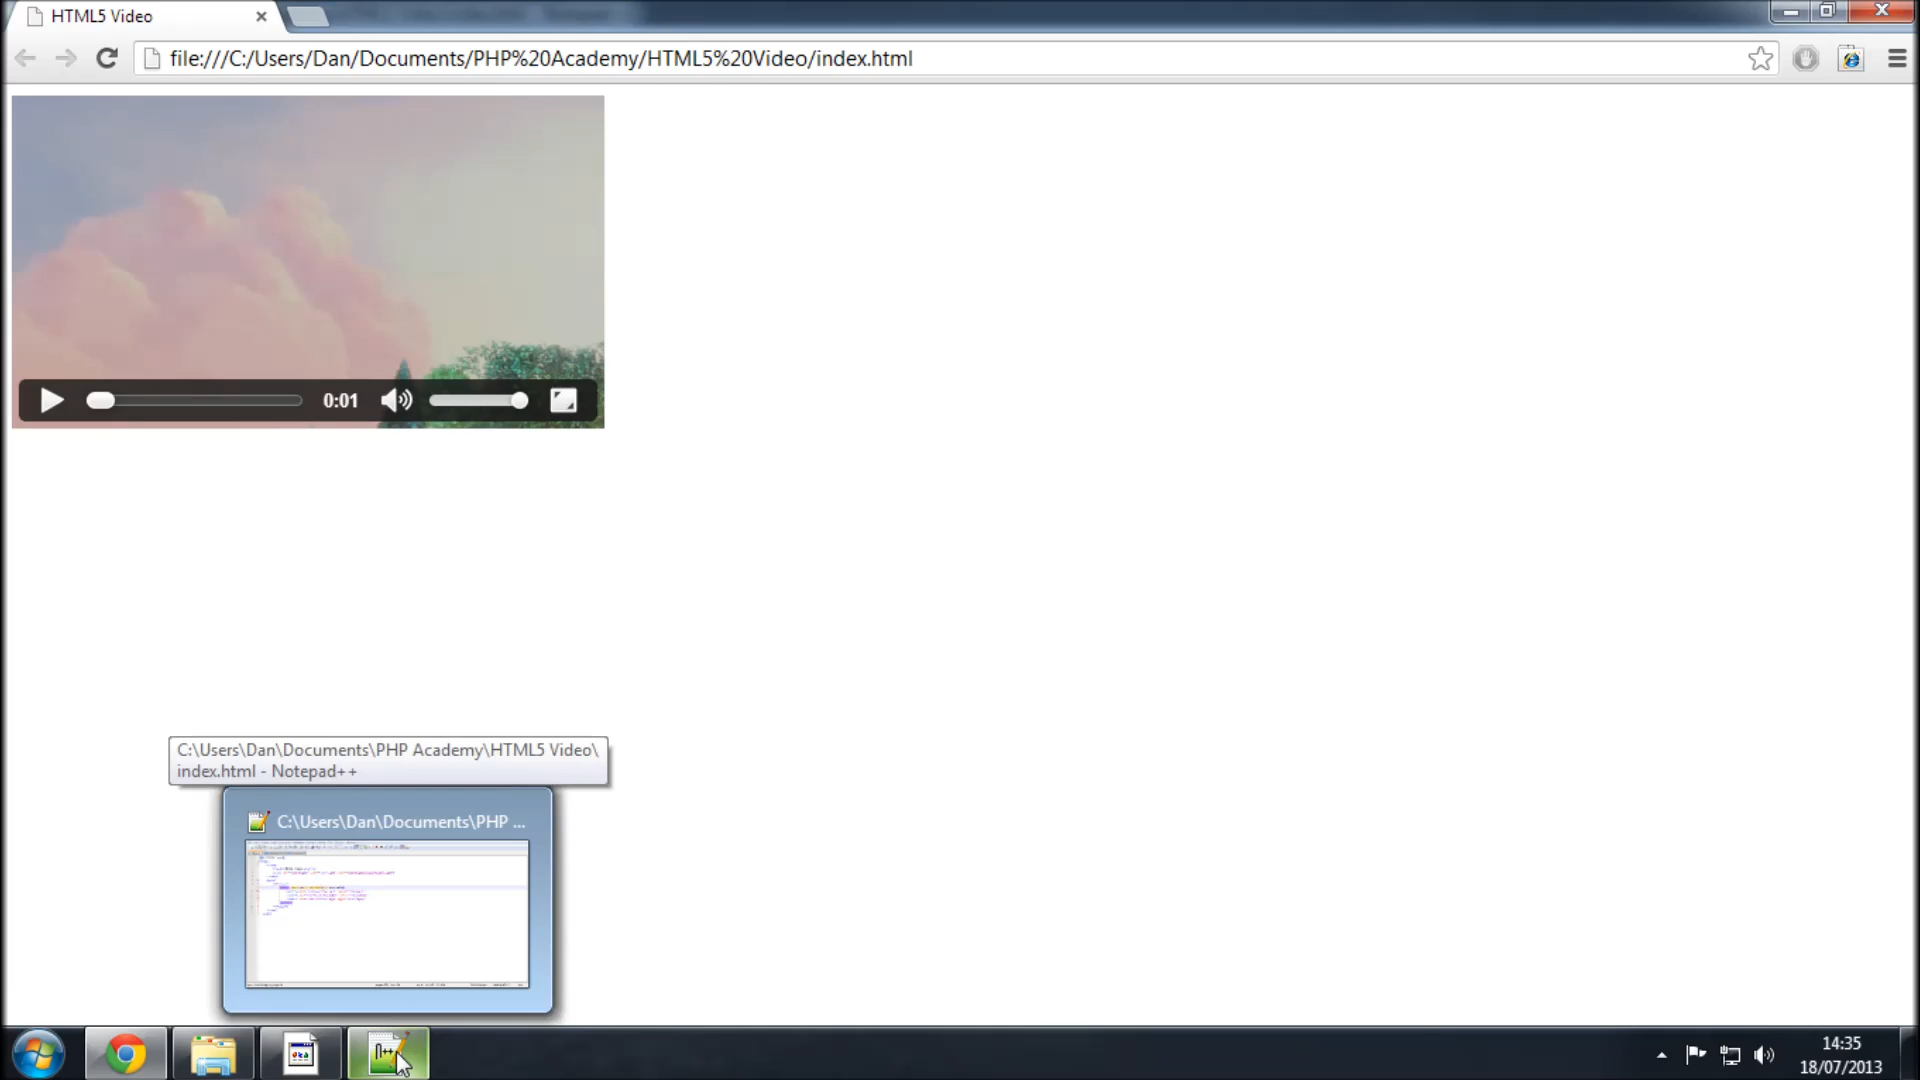 HTML5 Video
file:///C:/Users/Dan/Documents/PHP%20Academy/HTML5%20Video/index.html
0:01
C:\Users\Dan\Documents\PHP Academy\HTML5 Video\
index.html - Notepad++
C:\Users\Dan\Documents\PHP ...
14:35
18/07/2013